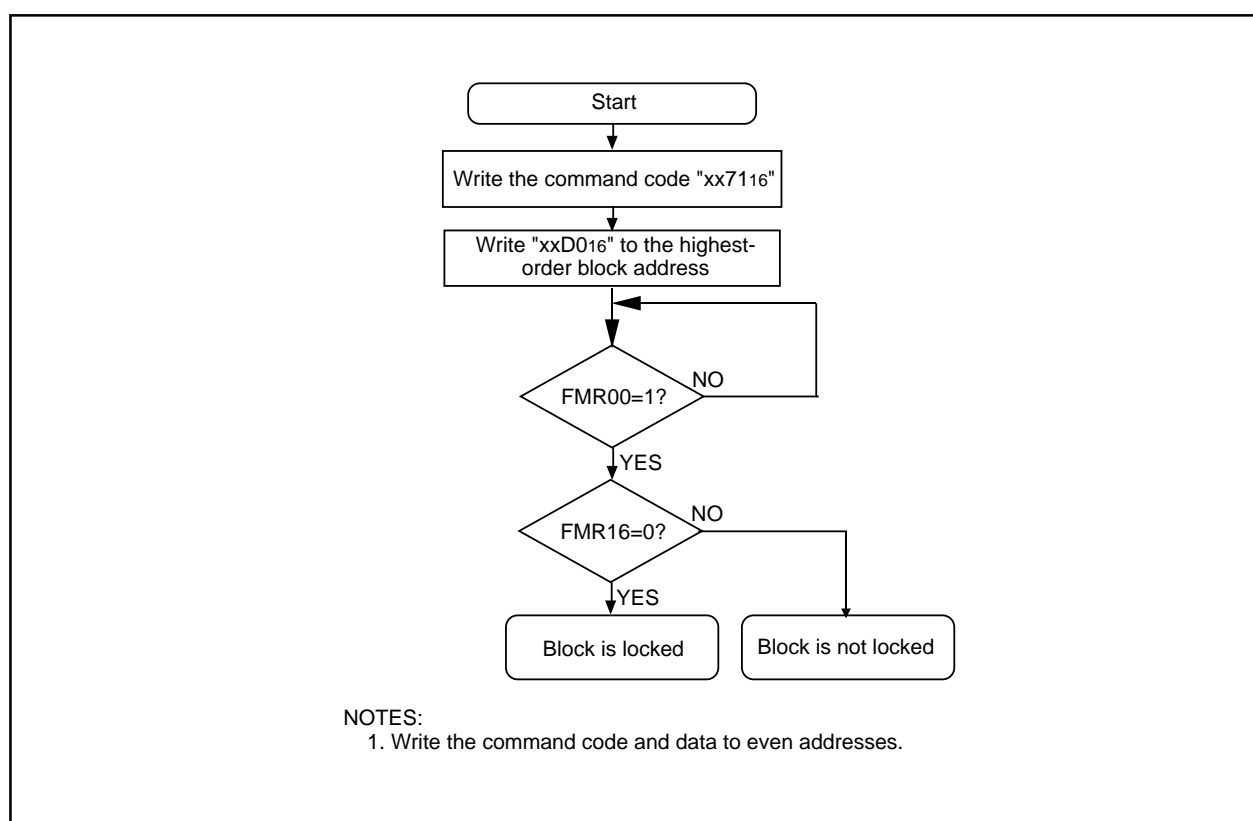 Start
Write the command code "xx7116"
Write "xxD016" to the highest-
order block address
FMR00=1?
NO
YES
FMR16=0?
NO
YES
Block is locked
Block is not locked
NOTES:
1. Write the command code and data to even addresses.